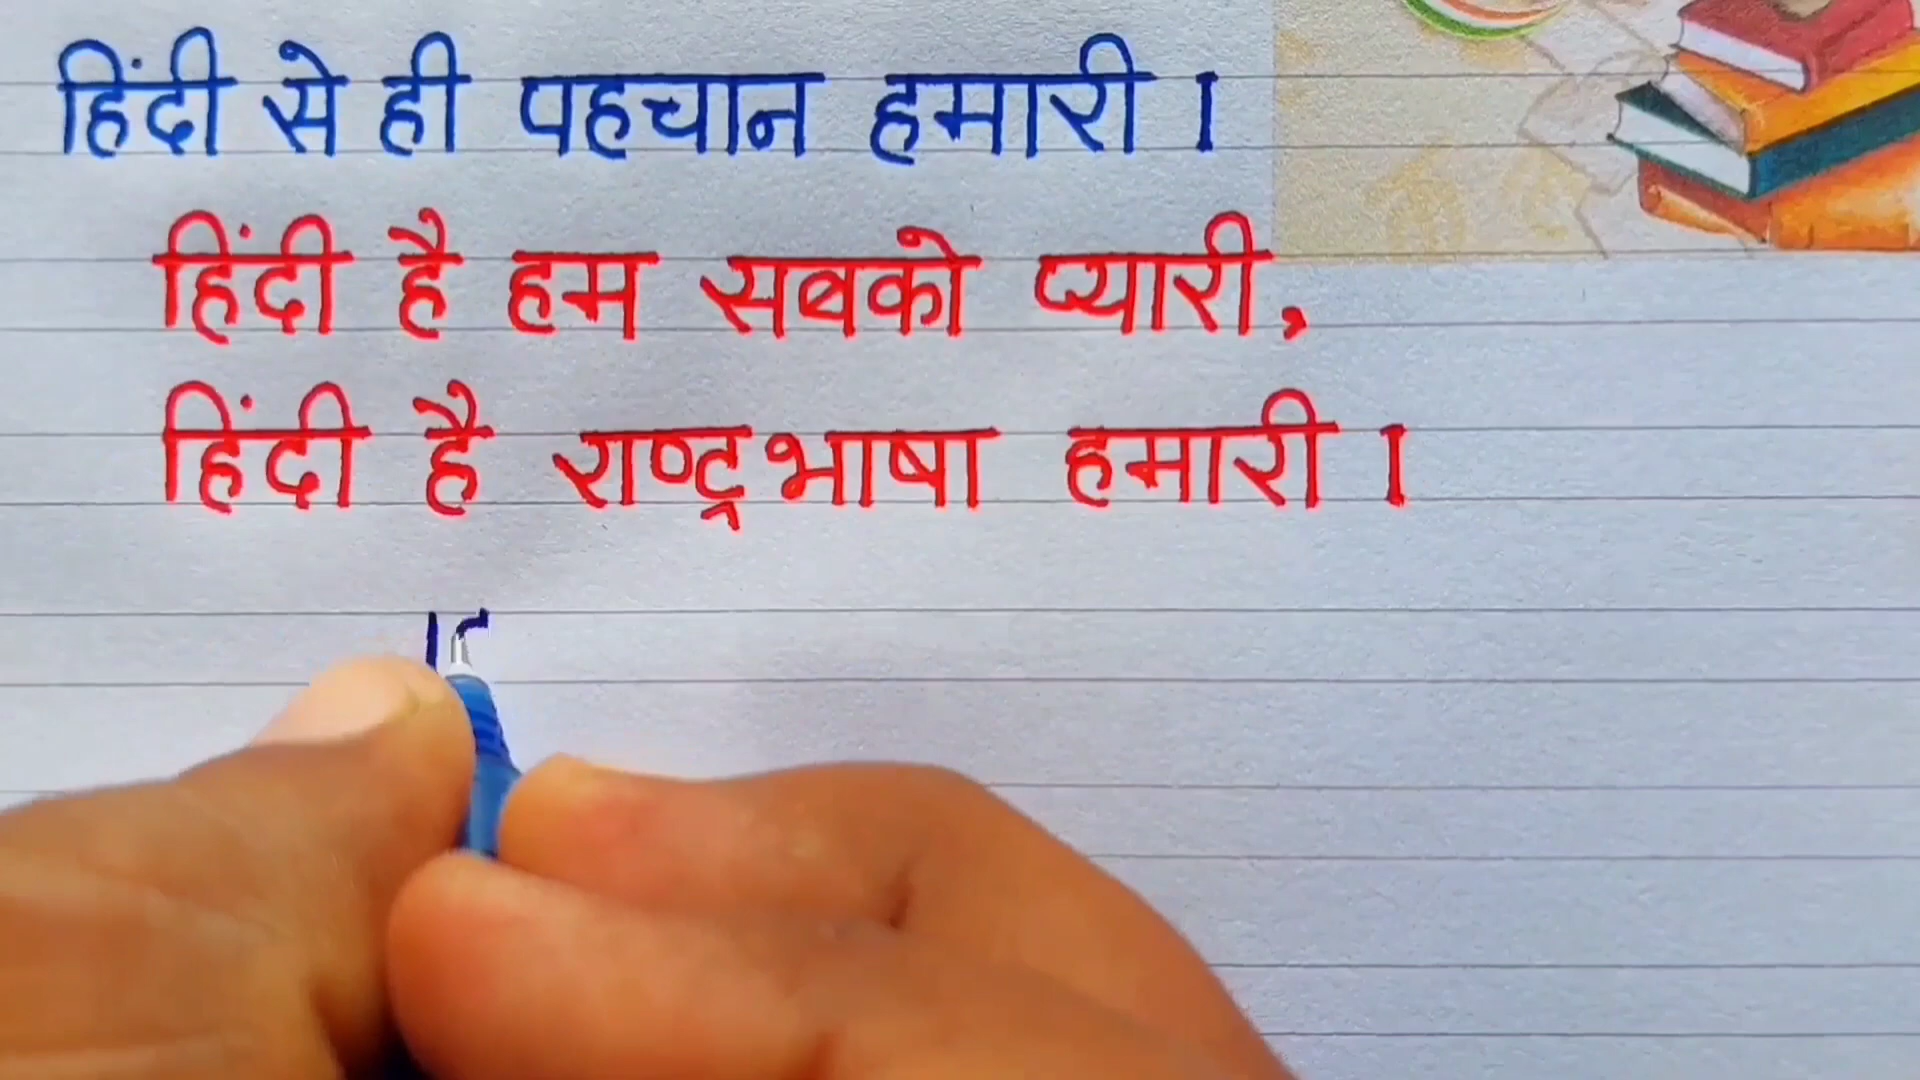 हिंदी से ही पहचान हमारी ।
हिंदी है हम सबको प्यारी,
हिंदी है राष्ट्रभाषा हमारी ।